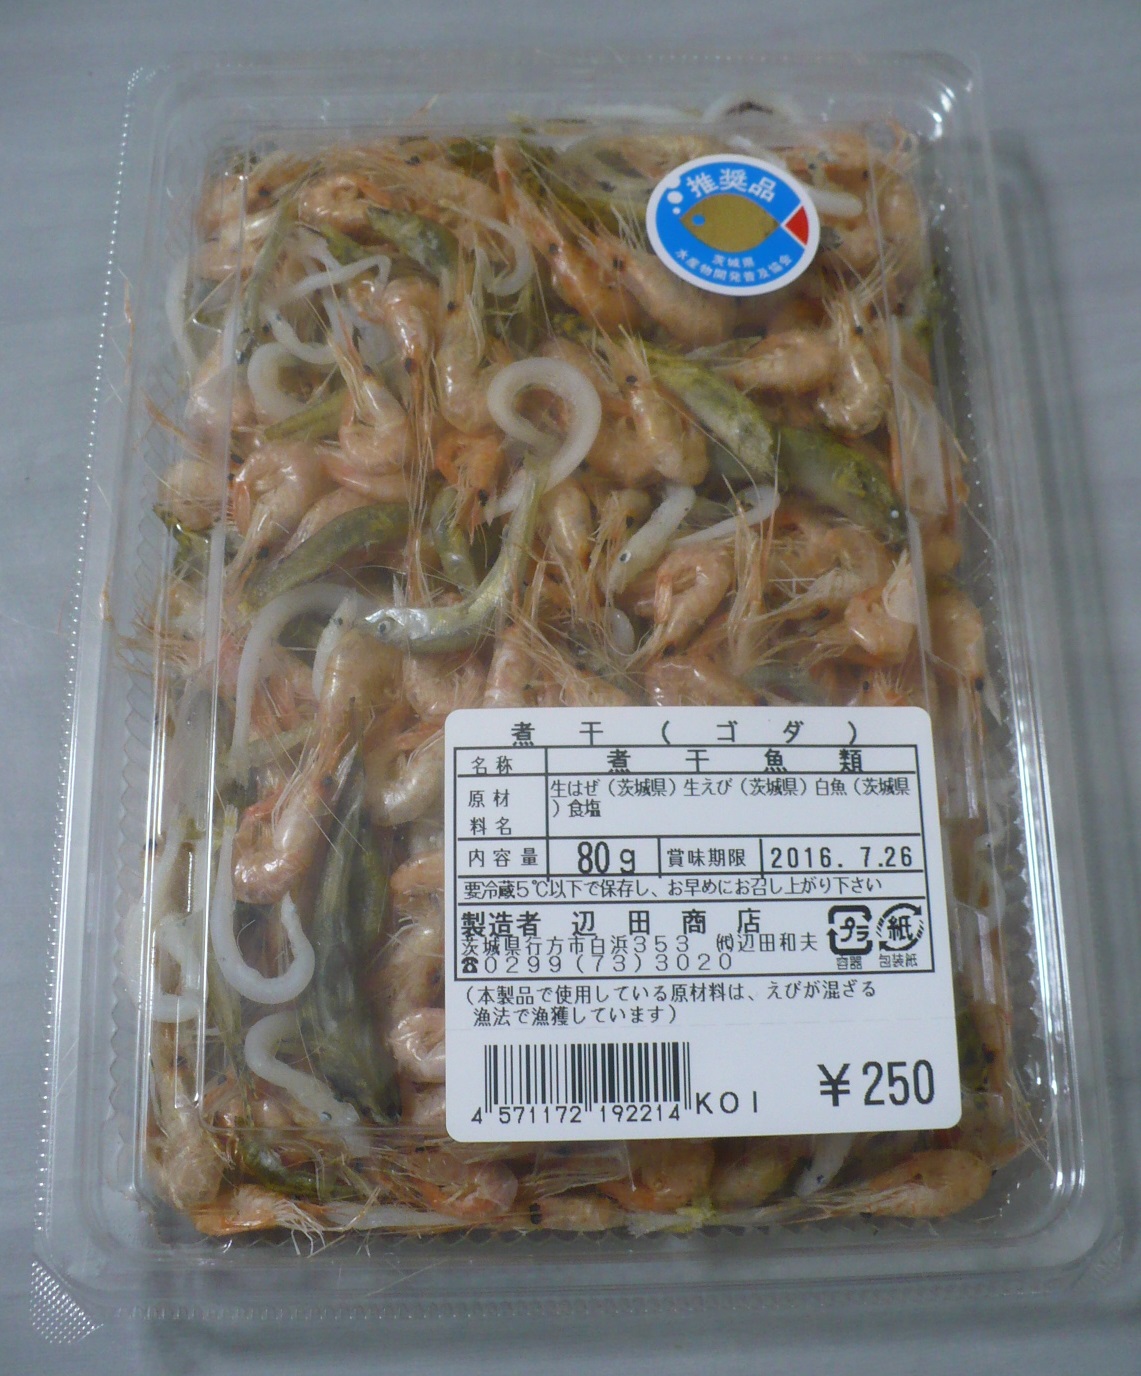 推奨品
茨城県
水産物開発普及協会
煮干(ゴダ)
名称 煮干魚類
原材料名 生はぜ(茨城県)生えび(茨城県)白魚(茨城県
)食塩
内容量 80g 賞味期限 2016. 7.26
要冷蔵5℃以下で保存し、お早めにお召し上がり下さい
製造者 辺田商店
茨城県行方市白浜353 ㈹辺田和夫
☎0299(73)3020
プラ 容器
紙 包装紙
(本製品で使用している原材料は、えびが混ざる
漁法で漁獲しています)
4 571172 192214 KOI ¥250